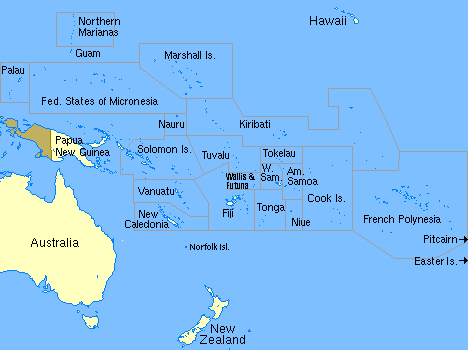 Northern
Marianas
Hawaii
Guam
Marshall Is.
Palau
Fed. States of Micronesia
Nauru
Kiribati
Papua
New Guinea
Solomon Is.
Tuvalu
Tokelau
W.
Sam.
Am.
Samoa
Wallis &
Futuna
Vanuatu
Cook Is.
New
Caledonia
Fiji
Tonga
Niue
French Polynesia
Australia
Norfolk Isl.
Pitcairn
Easter Is.
New
Zealand